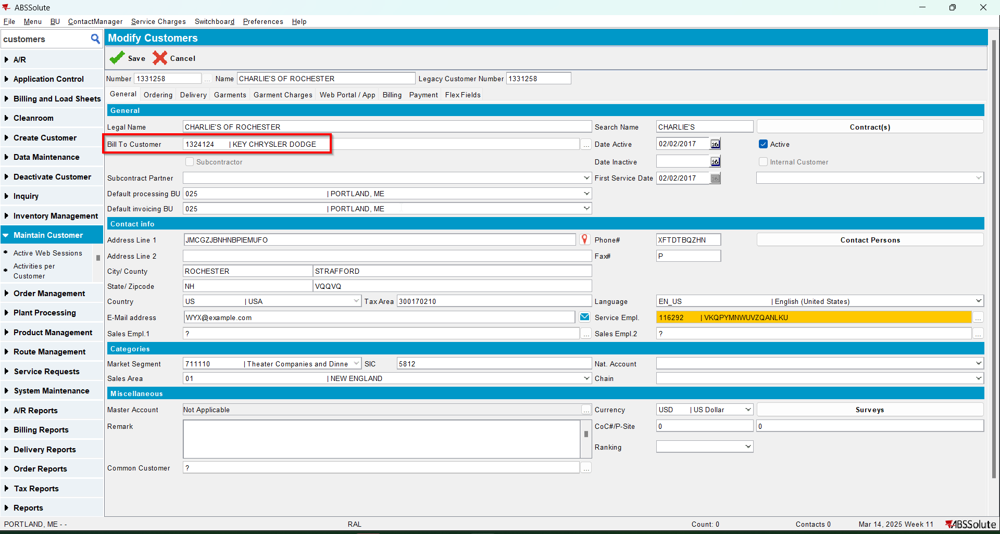 ABSSolute
File Menu BU ContactManager Service Charges Switchboard Preferences Help
customers
Modify Customers
Save Cancel
Number 1331258 ... Name CHARLIE'S OF ROCHESTER Legacy Customer Number 1331258
General Ordering Delivery Garments Garment Charges Web Portal / App Billing Payment Flex Fields
General
Legal Name CHARLIE'S OF ROCHESTER Search Name CHARLIE'S Contract(s)
Bill To Customer 1324124 | KEY CHRYSLER DODGE ... Date Active 02/02/2017 16 Active
Subcontractor Date Inactive 16 Internal Customer
Subcontract Partner First Service Date 02/02/2017 16
Default processing BU 025 | PORTLAND, ME
Default invoicing BU 025 | PORTLAND, ME
Contact info
Address Line 1 JMCGZJBNHNBPIEMUFO Phone# XFTDTBQZHN Contact Persons
Address Line 2 Fax# P
City/ County ROCHESTER STRAFFORD
State/ Zipcode NH VQQVQ
Country US | USA Tax Area 300170210 Language EN_US | English (United States)
E-Mail address WYX@example.com Service Empl. 116292 | VKQPYMNWUVZQANLKU ...
Sales Empl.1 ? ... Sales Empl.2 ? ...
Categories
Market Segment 711110 | Theater Companies and Dinne SIC 5812 Nat. Account
Sales Area 01 | NEW ENGLAND Chain
Miscellaneous
Master Account Not Applicable ... Currency USD | US Dollar Surveys
Remark CoC#/P-Site 0 0
Ranking
Common Customer ? ...
A/R
Application Control
Billing and Load Sheets
Cleanroom
Create Customer
Data Maintenance
Deactivate Customer
Inquiry
Inventory Management
Maintain Customer
Active Web Sessions
Activities per
Customer
Order Management
Plant Processing
Product Management
Route Management
Service Requests
System Maintenance
A/R Reports
Billing Reports
Delivery Reports
Order Reports
Tax Reports
Reports
PORTLAND, ME - - RAL Count: 0 Contacts 0 Mar 14, 2025 Week 11 ABSSolute